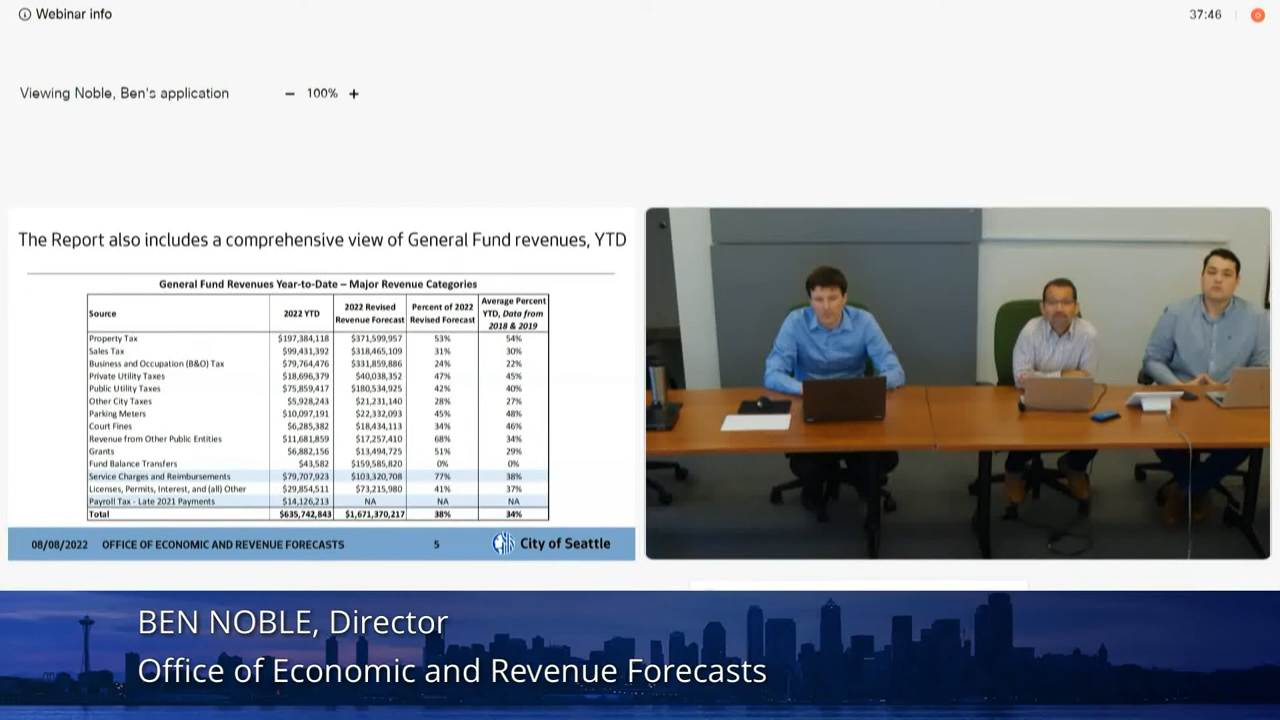 Webinar info
37:46
Viewing Noble, Ben's application
− 100% +
The Report also includes a comprehensive view of General Fund revenues, YTD
General Fund Revenues Year-to-Date – Major Revenue Categories
Source 2022 YTD 2022 Revised Revenue Forecast Percent of 2022 Revised Forecast Average Percent YTD, Data from 2018 & 2019
Property Tax $197,384,118 $371,599,957 53% 54%
Sales Tax $99,431,392 $318,465,109 31% 30%
Business and Occupation (B&O) Tax $79,764,476 $331,859,886 24% 22%
Private Utility Taxes $18,696,379 $40,038,352 47% 45%
Public Utility Taxes $75,859,417 $180,534,925 42% 40%
Other City Taxes $5,928,243 $21,231,140 28% 27%
Parking Meters $10,097,191 $22,332,093 45% 48%
Court Fines $6,285,382 $18,434,113 34% 46%
Revenue from Other Public Entities $11,681,859 $17,257,410 68% 34%
Grants $6,882,156 $13,494,725 51% 29%
Fund Balance Transfers $43,582 $159,585,820 0% 0%
Service Charges and Reimbursements $79,707,923 $103,320,708 77% 38%
Licenses, Permits, Interest, and (all) Other $29,854,511 $73,215,980 41% 37%
Payroll Tax - Late 2021 Payments $14,126,213 NA NA NA
Total $635,742,843 $1,671,370,217 38% 34%
08/08/2022 OFFICE OF ECONOMIC AND REVENUE FORECASTS 5 City of Seattle
BEN NOBLE, Director
Office of Economic and Revenue Forecasts